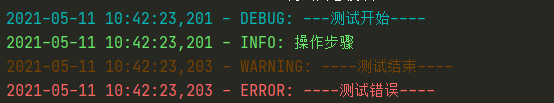 2021-05-11 10:42:23,201 - DEBUG: ----测试开始----
2021-05-11 10:42:23,201 - INFO: 操作步骤
2021-05-11 10:42:23,203 - WARNING: ----测试结束----
2021-05-11 10:42:23,203 - ERROR: ----测试错误----